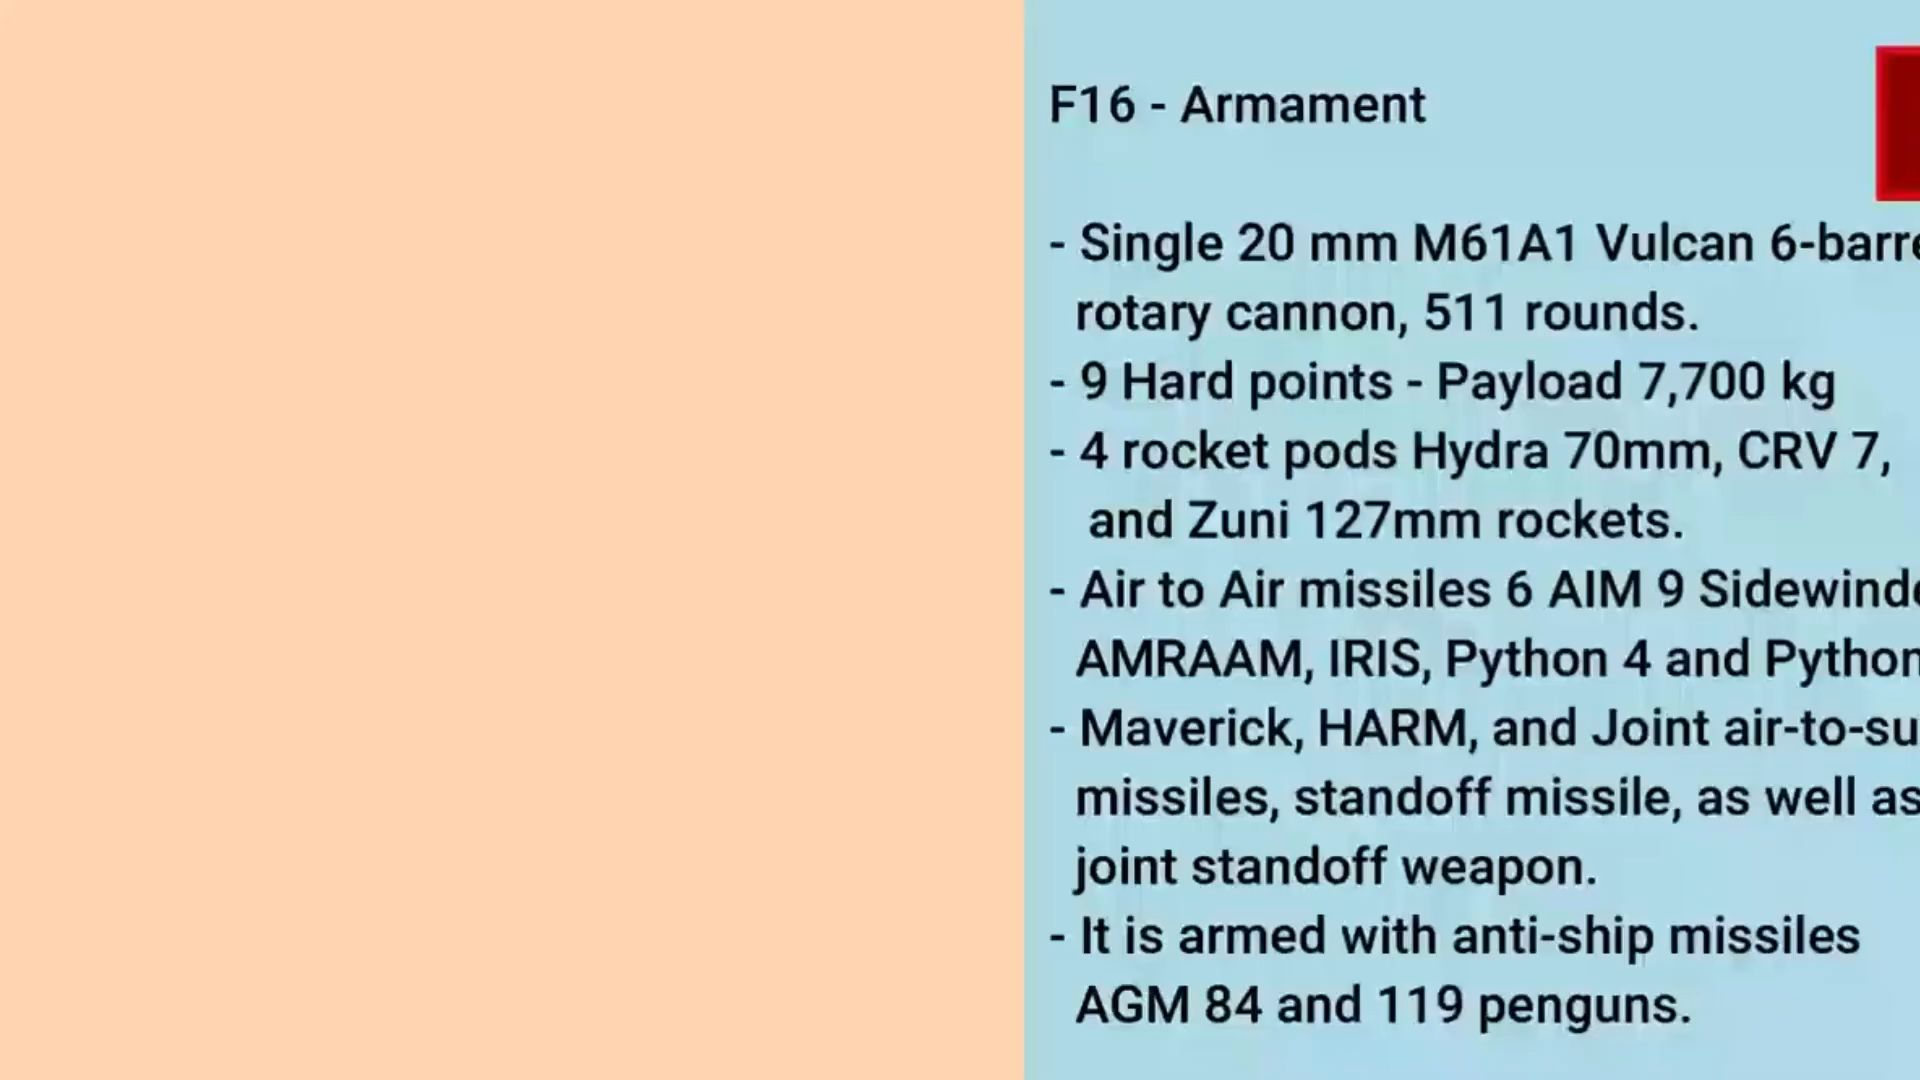 F16 - Armament
- Single 20 mm M61A1 Vulcan 6-barre
rotary cannon, 511 rounds.
- 9 Hard points - Payload 7,700 kg
- 4 rocket pods Hydra 70mm, CRV 7,
and Zuni 127mm rockets.
- Air to Air missiles 6 AIM 9 Sidewinde
AMRAAM, IRIS, Python 4 and Python
- Maverick, HARM, and Joint air-to-su
missiles, standoff missile, as well as
joint standoff weapon.
- It is armed with anti-ship missiles
AGM 84 and 119 penguns.